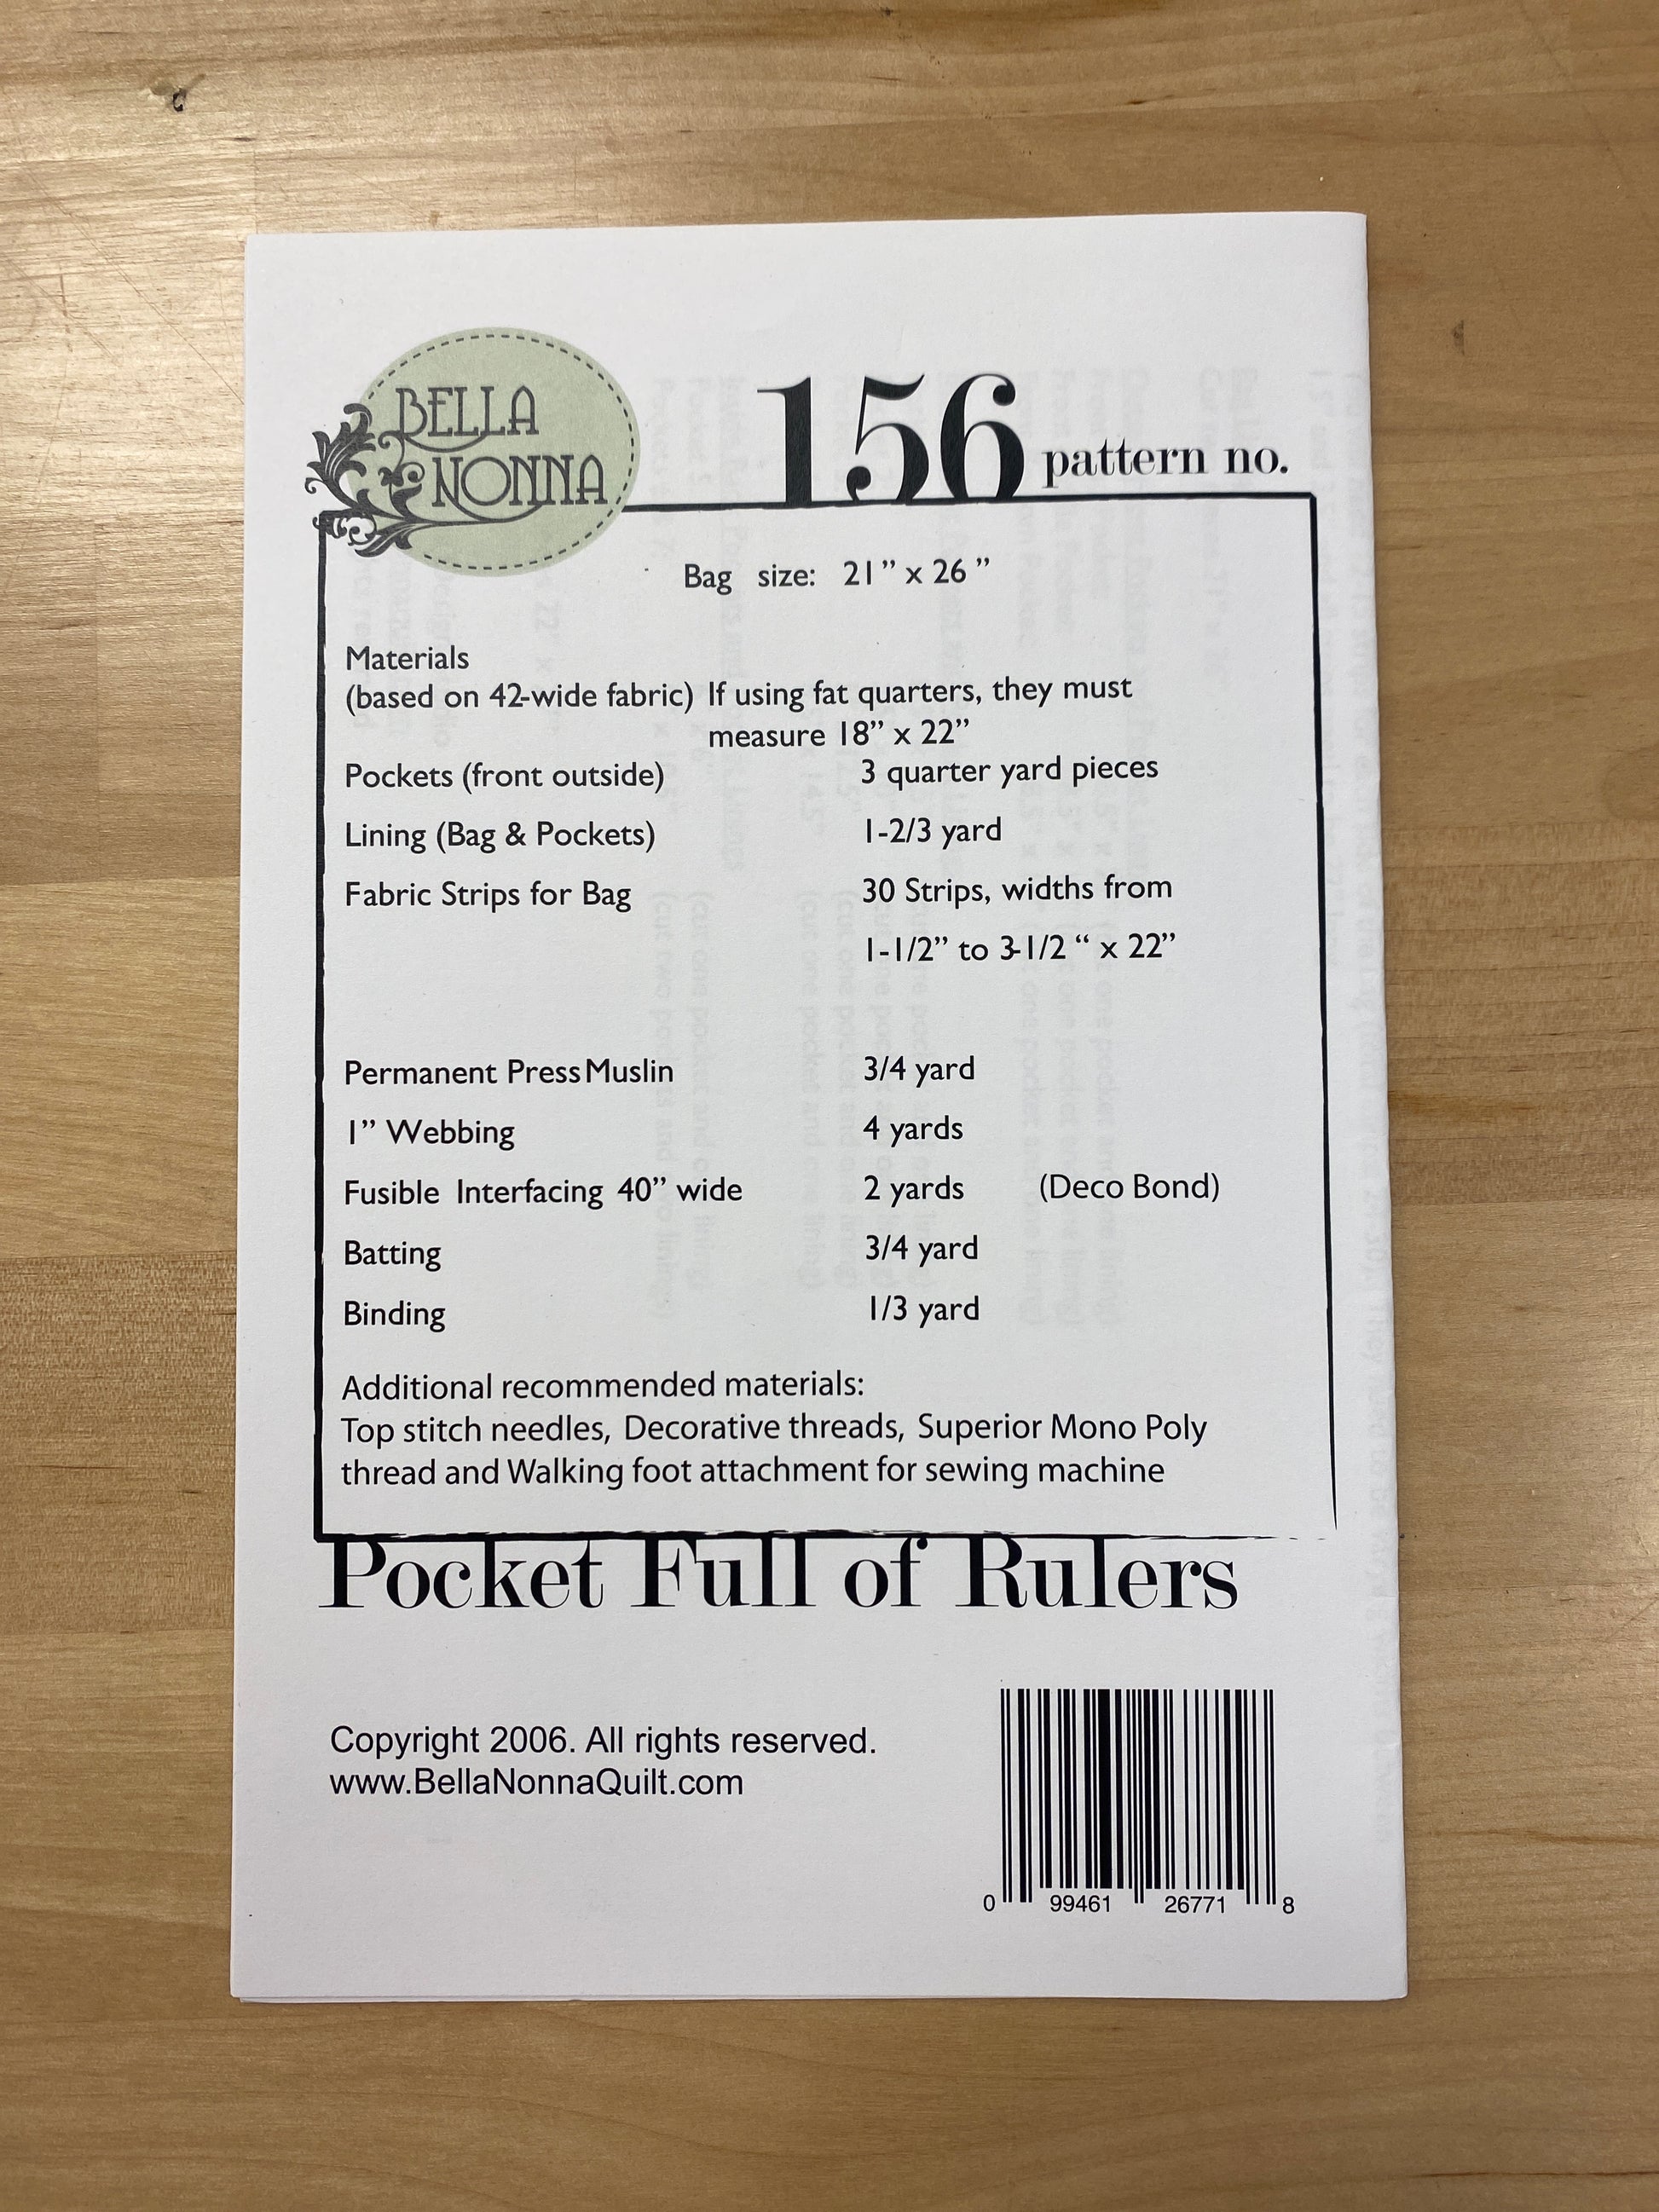 BELLA
NONNA
156 pattern no.
Bag size: 21” x 26 ”
Materials
(based on 42-wide fabric) If using fat quarters, they must
measure 18” x 22”
Pockets (front outside) 3 quarter yard pieces
Lining (Bag & Pockets) 1-2/3 yard
Fabric Strips for Bag 30 Strips, widths from
1-1/2” to 3-1/2 “ x 22”
Permanent Press Muslin 3/4 yard
1” Webbing 4 yards
Fusible Interfacing 40” wide 2 yards (Deco Bond)
Batting 3/4 yard
Binding 1/3 yard
Additional recommended materials:
Top stitch needles, Decorative threads, Superior Mono Poly
thread and Walking foot attachment for sewing machine
Pocket Full of Rulers
Copyright 2006. All rights reserved.
www.BellaNonnaQuilt.com
0 99461 26771 8